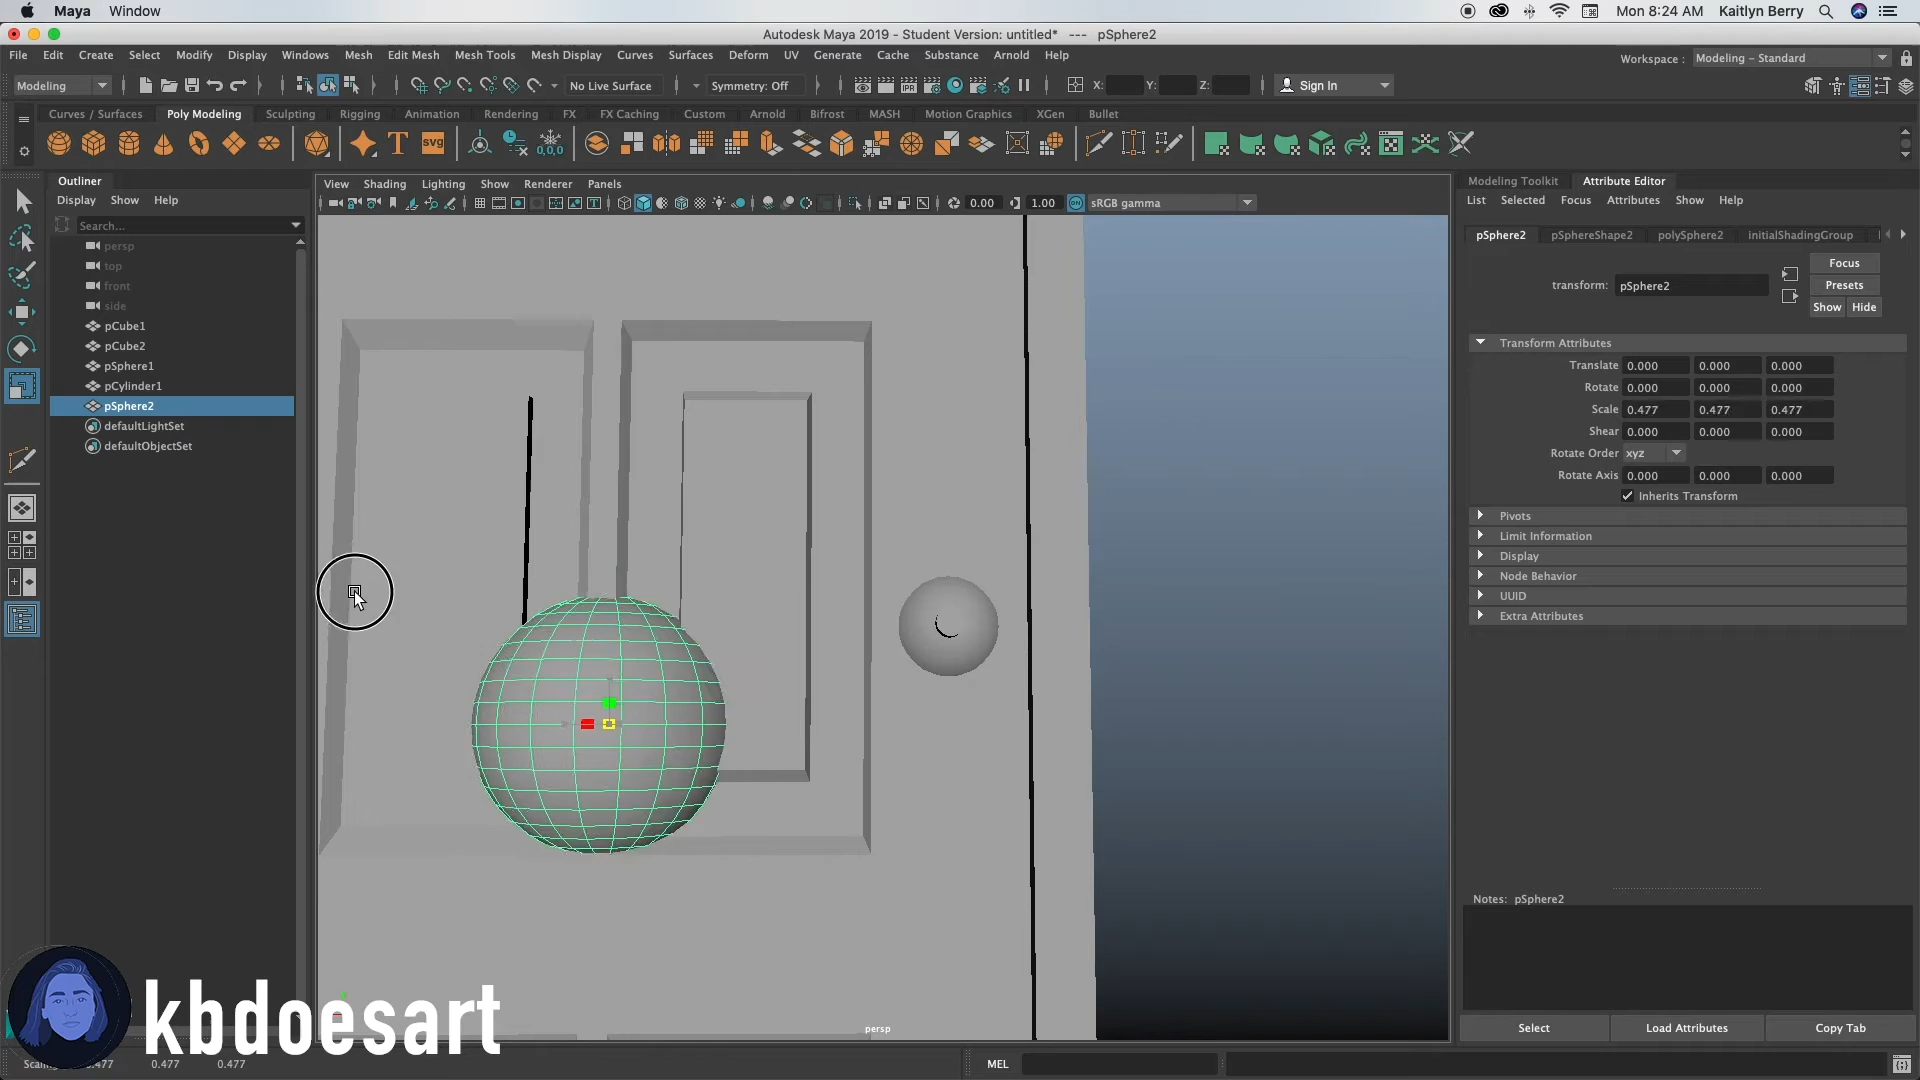 Maya Window
Mon 8:24 AM Kaitlyn Berry
Autodesk Maya 2019 - Student Version: untitled* --- pSphere2
File Edit Create Select Modify Display Windows Mesh Edit Mesh Mesh Tools Mesh Display Curves Surfaces Deform UV Generate Cache Substance Arnold Help
Workspace : Modeling - Standard
Modeling No Live Surface Symmetry: Off X: Y: Z: Sign In
Curves / Surfaces Poly Modeling Sculpting Rigging Animation Rendering FX FX Caching Custom Arnold Bifrost MASH Motion Graphics XGen Bullet
Outliner
Display Show Help
Search...
persp
top
front
side
pCube1
pCube2
pSphere1
pCylinder1
pSphere2
defaultLightSet
defaultObjectSet
View Shading Lighting Show Renderer Panels
0.00 1.00 sRGB gamma
persp
Modeling Toolkit Attribute Editor
List Selected Focus Attributes Show Help
pSphere2 pSphereShape2 polySphere2 initialShadingGroup
Focus
transform: pSphere2 Presets
Show Hide
Transform Attributes
Translate 0.000 0.000 0.000
Rotate 0.000 0.000 0.000
Scale 0.477 0.477 0.477
Shear 0.000 0.000 0.000
Rotate Order xyz
Rotate Axis 0.000 0.000 0.000
Inherits Transform
Pivots
Limit Information
Display
Node Behavior
UUID
Extra Attributes
Notes: pSphere2
Select Load Attributes Copy Tab
kbdoesart
0.477 0.477
MEL